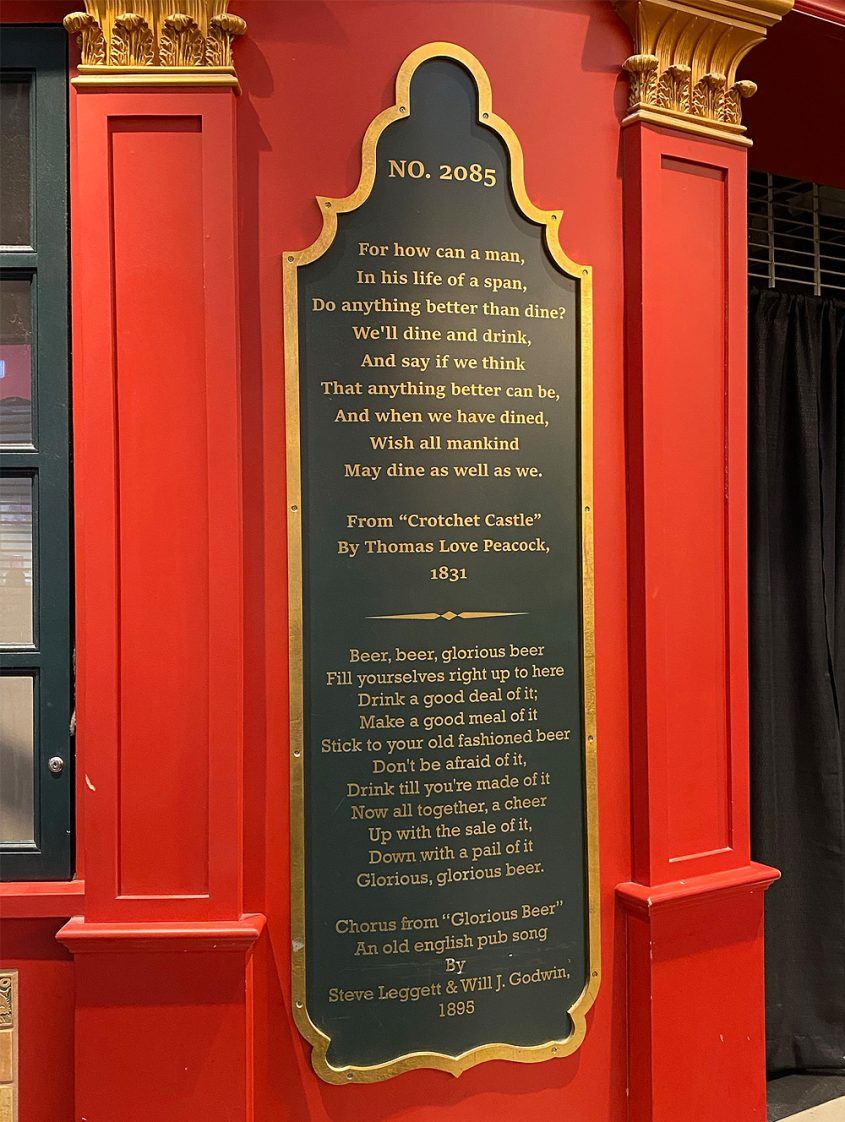 NO. 2085
For how can a man,
In his life of a span,
Do anything better than dine?
We'll dine and drink,
And say if we think
That anything better can be,
And when we have dined,
Wish all mankind
May dine as well as we.
From “Crotchet Castle”
By Thomas Love Peacock,
1831
Beer, beer, glorious beer
Fill yourselves right up to here
Drink a good deal of it;
Make a good meal of it
Stick to your old fashioned beer
Don't be afraid of it,
Drink till you're made of it
Now all together, a cheer
Up with the sale of it,
Down with a pail of it
Glorious, glorious beer.
Chorus from “Glorious Beer”
An old english pub song
By
Steve Leggett & Will J. Godwin,
1895